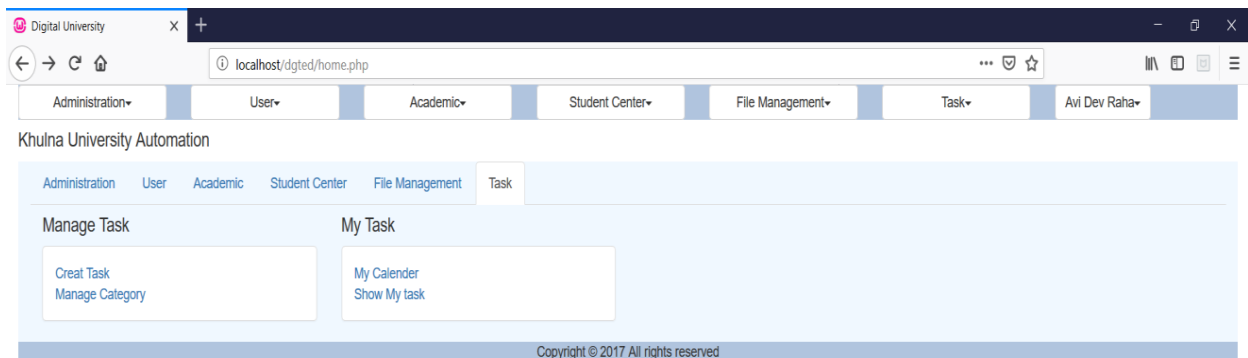 Digital University
localhost/dgted/home.php
Administration User Academic Student Center File Management Task Avi Dev Raha
Khulna University Automation
Administration User Academic Student Center File Management Task
Manage Task My Task
Creat Task My Calender
Manage Category Show My task
Copyright © 2017 All rights reserved